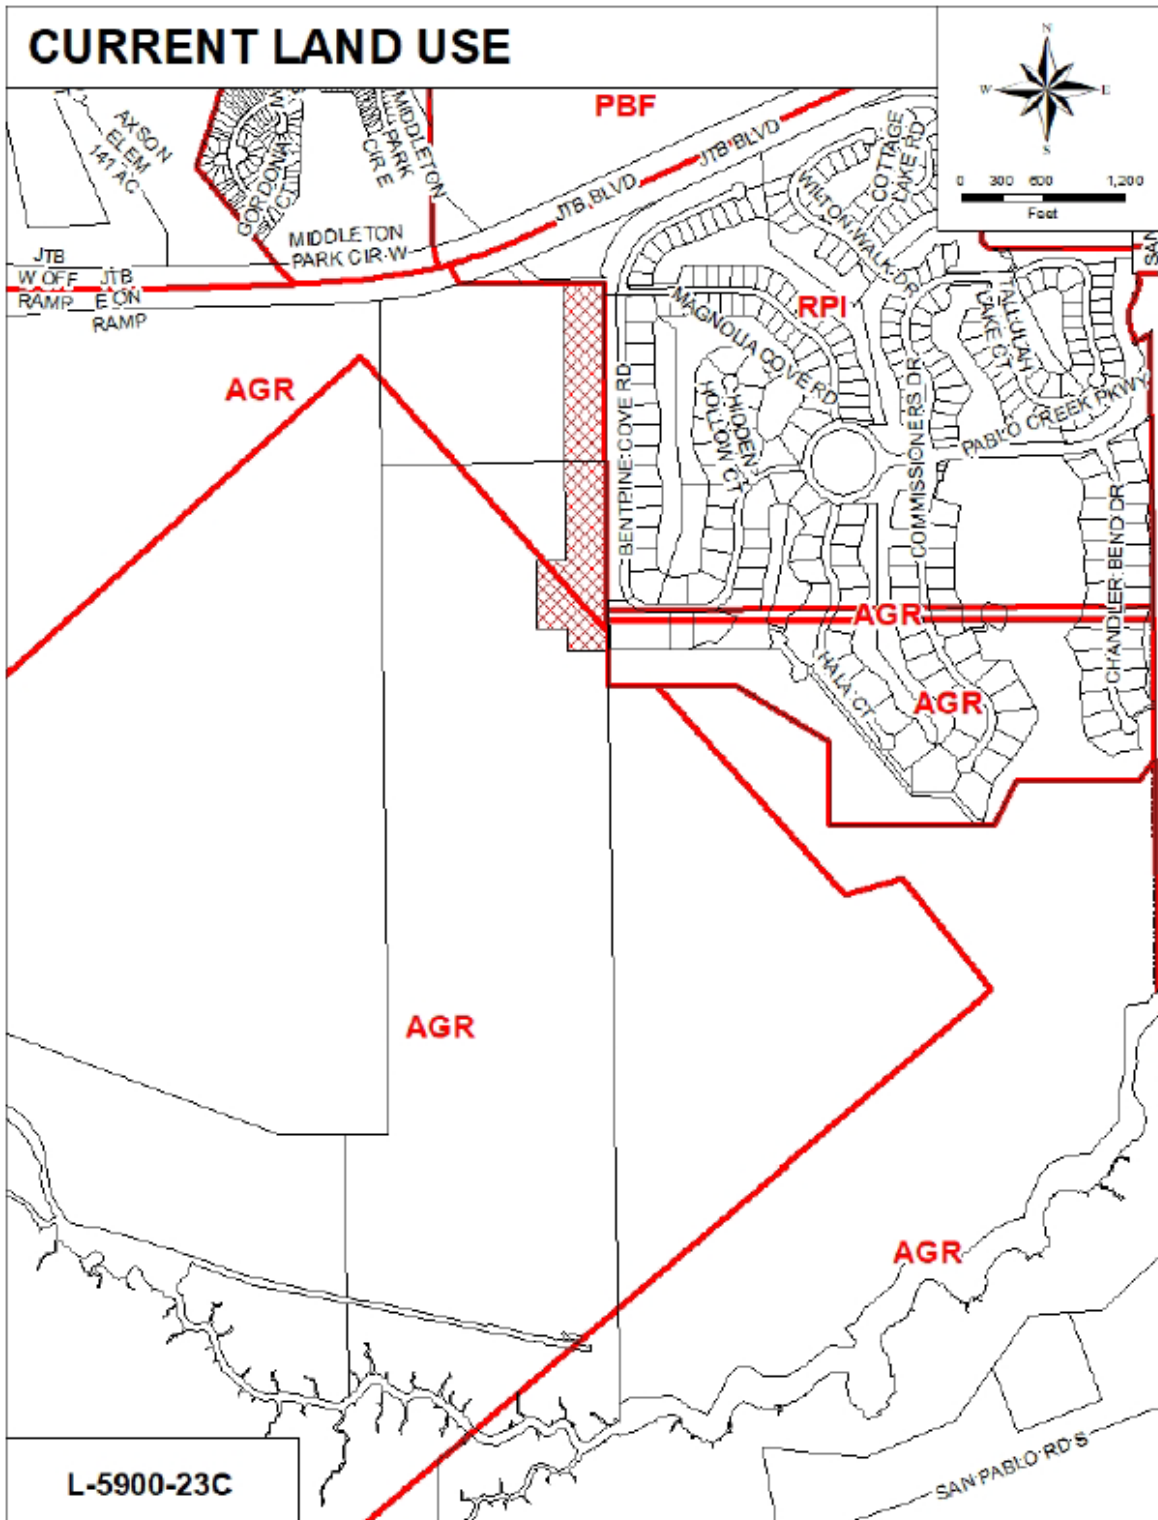 CURRENT LAND USE
N
W
E
S
0 300 600 1,200
Feet
PBF
AXSON
ELEM
141 AC
GORDONIA
CT
MIDDLETON
PARK
CIR E
MIDDLETON
MIDDLETON
PARK CIR W
JTB BLVD
JTB BLVD
COTTAGE
LAKE RD
WILTON WALK DR
SAN
JTB
W OFF
RAMP
JTB
E ON
RAMP
RPI
MAGNOLIA COVE RD
TALLULAH
LAKE CT
AGR
BENTPINE COVE RD
HIDDEN
HOLLOW CT
COMMISSIONERS DR
PABLO CREEK PKWY
CHANDLER BEND DR
AGR
HALA CT
AGR
AGR
AGR
SAN PABLO RD S
L-5900-23C